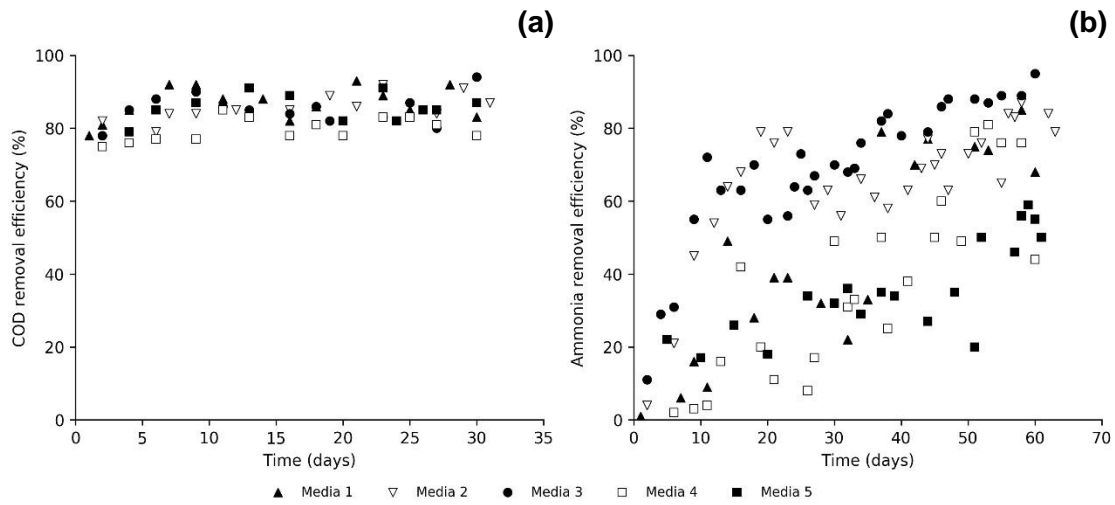 (a)
(b)
COD removal efficiency (%)
100
80
60
40
20
0
0 5 10 15 20 25 30 35
Time (days)
Ammonia removal efficiency (%)
100
80
60
40
20
0
0 10 20 30 40 50 60 70
Time (days)
Media 1 Media 2 Media 3 Media 4 Media 5